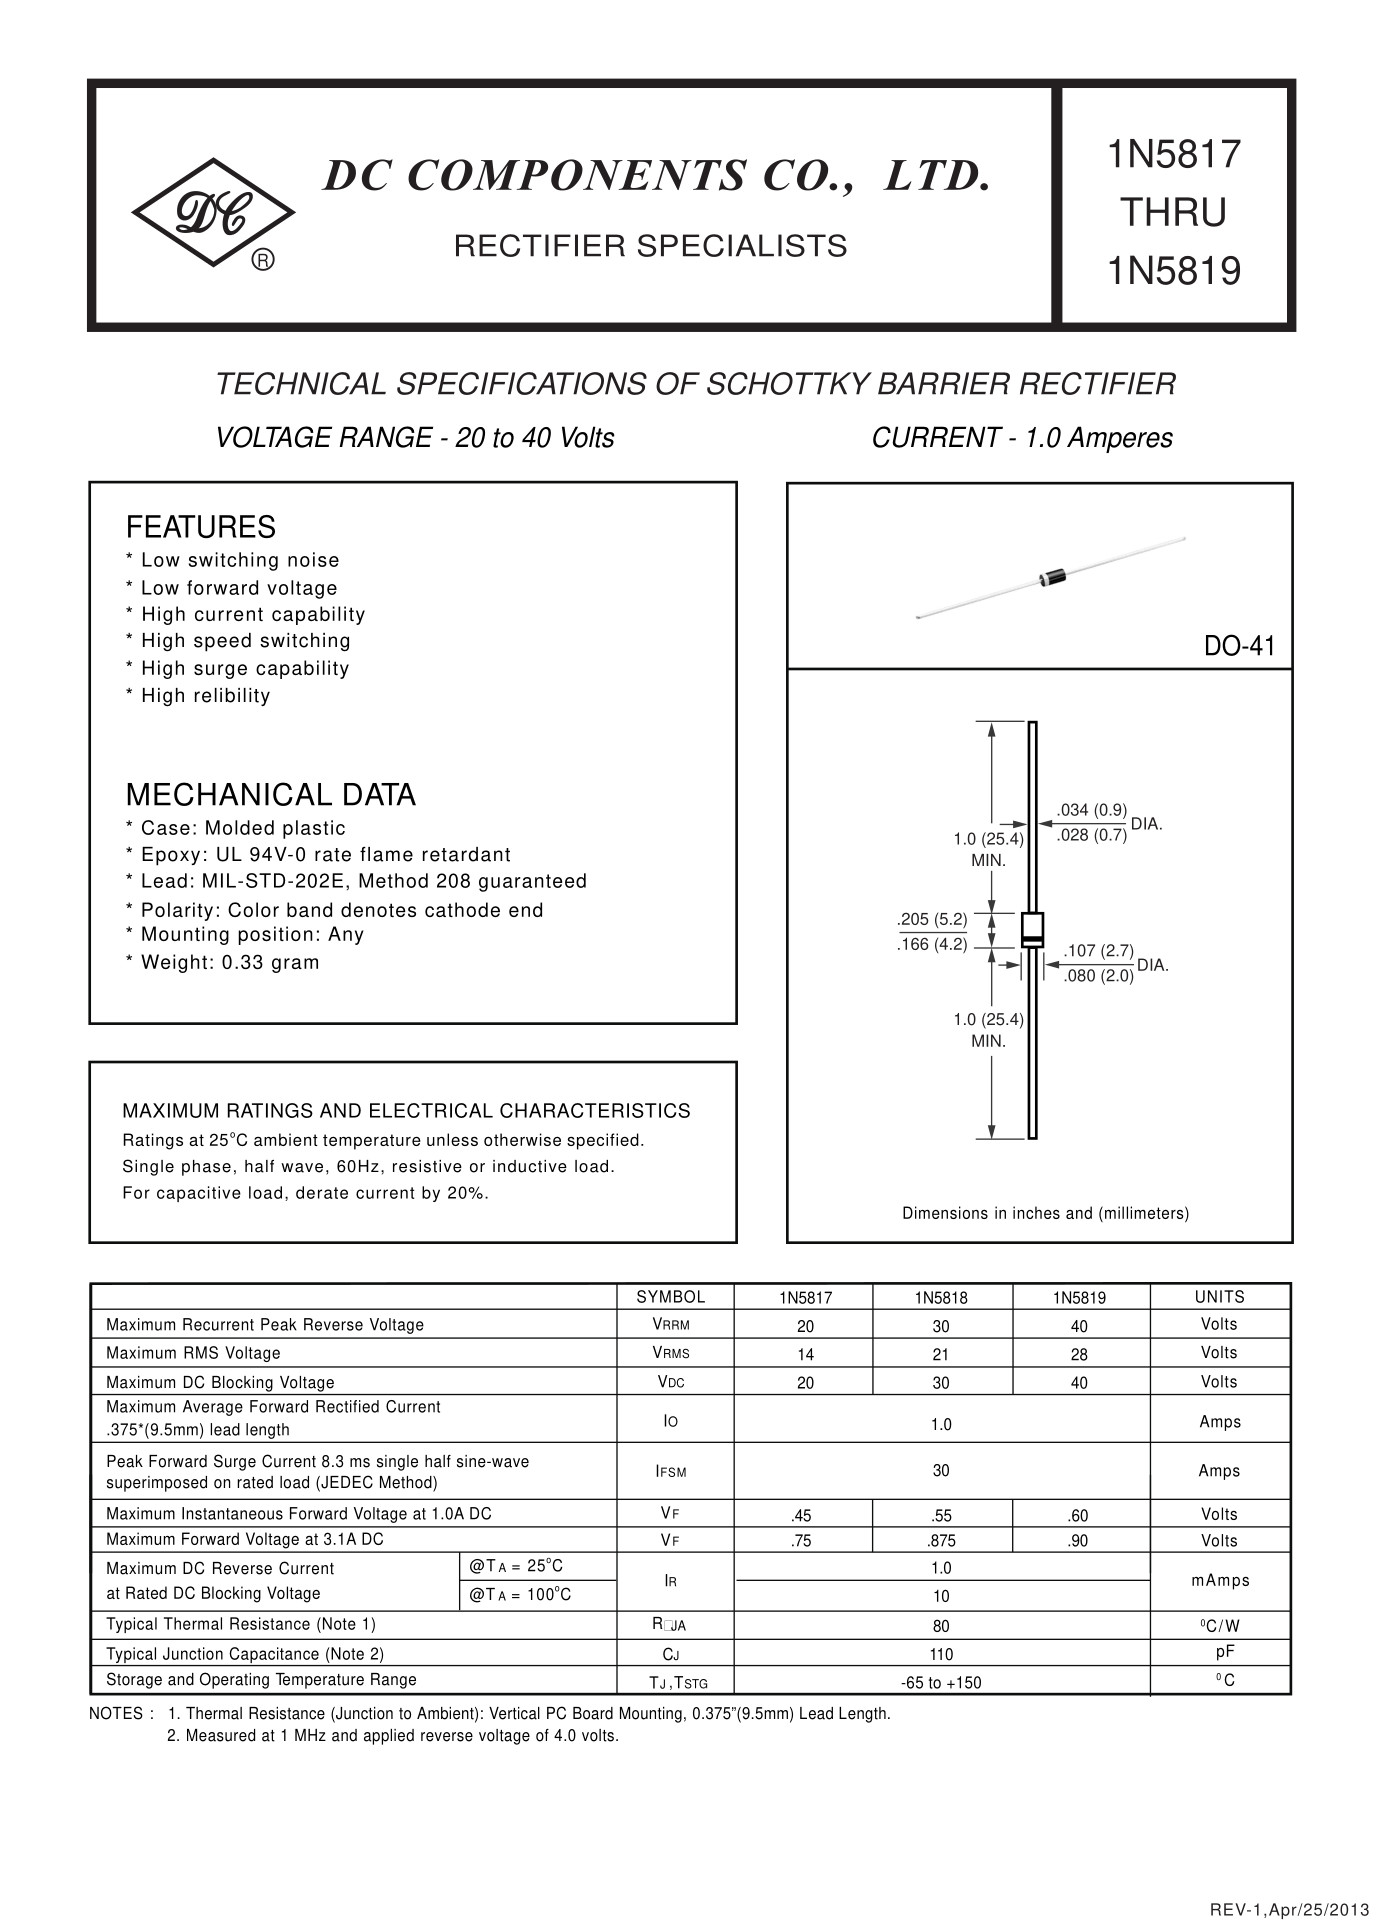 DC COMPONENTS CO., LTD.
DC
®
RECTIFIER SPECIALISTS
1N5817
THRU
1N5819
TECHNICAL SPECIFICATIONS OF SCHOTTKY BARRIER RECTIFIER
VOLTAGE RANGE - 20 to 40 Volts CURRENT - 1.0 Amperes
FEATURES
* Low switching noise
* Low forward voltage
* High current capability
* High speed switching
* High surge capability
* High relibility
MECHANICAL DATA
* Case: Molded plastic
* Epoxy: UL 94V-0 rate flame retardant
* Lead: MIL-STD-202E, Method 208 guaranteed
* Polarity: Color band denotes cathode end
* Mounting position: Any
* Weight: 0.33 gram
MAXIMUM RATINGS AND ELECTRICAL CHARACTERISTICS
Ratings at 25°C ambient temperature unless otherwise specified.
Single phase, half wave, 60Hz, resistive or inductive load.
For capacitive load, derate current by 20%.
DO-41
.034 (0.9)
.028 (0.7)
DIA.
1.0 (25.4)
MIN.
.205 (5.2)
.166 (4.2)
.107 (2.7)
.080 (2.0)
DIA.
1.0 (25.4)
MIN.
Dimensions in inches and (millimeters)
SYMBOL 1N5817 1N5818 1N5819 UNITS
Maximum Recurrent Peak Reverse Voltage VRRM 20 30 40 Volts
Maximum RMS Voltage VRMS 14 21 28 Volts
Maximum DC Blocking Voltage VDC 20 30 40 Volts
Maximum Average Forward Rectified Current
.375*(9.5mm) lead length IO 1.0 Amps
Peak Forward Surge Current 8.3 ms single half sine-wave
superimposed on rated load (JEDEC Method) IFSM 30 Amps
Maximum Instantaneous Forward Voltage at 1.0A DC VF .45 .55 .60 Volts
Maximum Forward Voltage at 3.1A DC VF .75 .875 .90 Volts
Maximum DC Reverse Current @TA = 25°C 1.0
at Rated DC Blocking Voltage @TA = 100°C IR 10 mAmps
Typical Thermal Resistance (Note 1) R□JA 80 °C/W
Typical Junction Capacitance (Note 2) CJ 110 pF
Storage and Operating Temperature Range TJ,TSTG -65 to +150 °C
NOTES : 1. Thermal Resistance (Junction to Ambient): Vertical PC Board Mounting, 0.375”(9.5mm) Lead Length.
2. Measured at 1 MHz and applied reverse voltage of 4.0 volts.
REV-1,Apr/25/2013